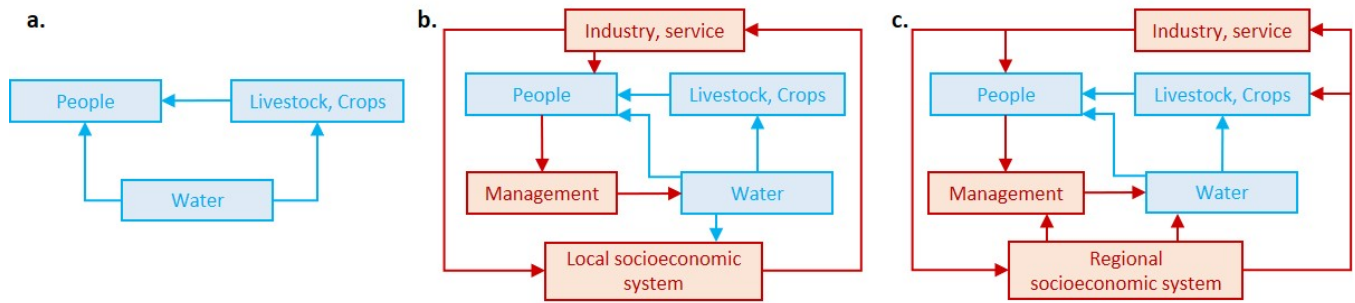 a.
People
Livestock, Crops
Water
b.
Industry, service
People
Livestock, Crops
Management
Water
Local socioeconomic
system
c.
Industry, service
People
Livestock, Crops
Management
Water
Regional
socioeconomic system